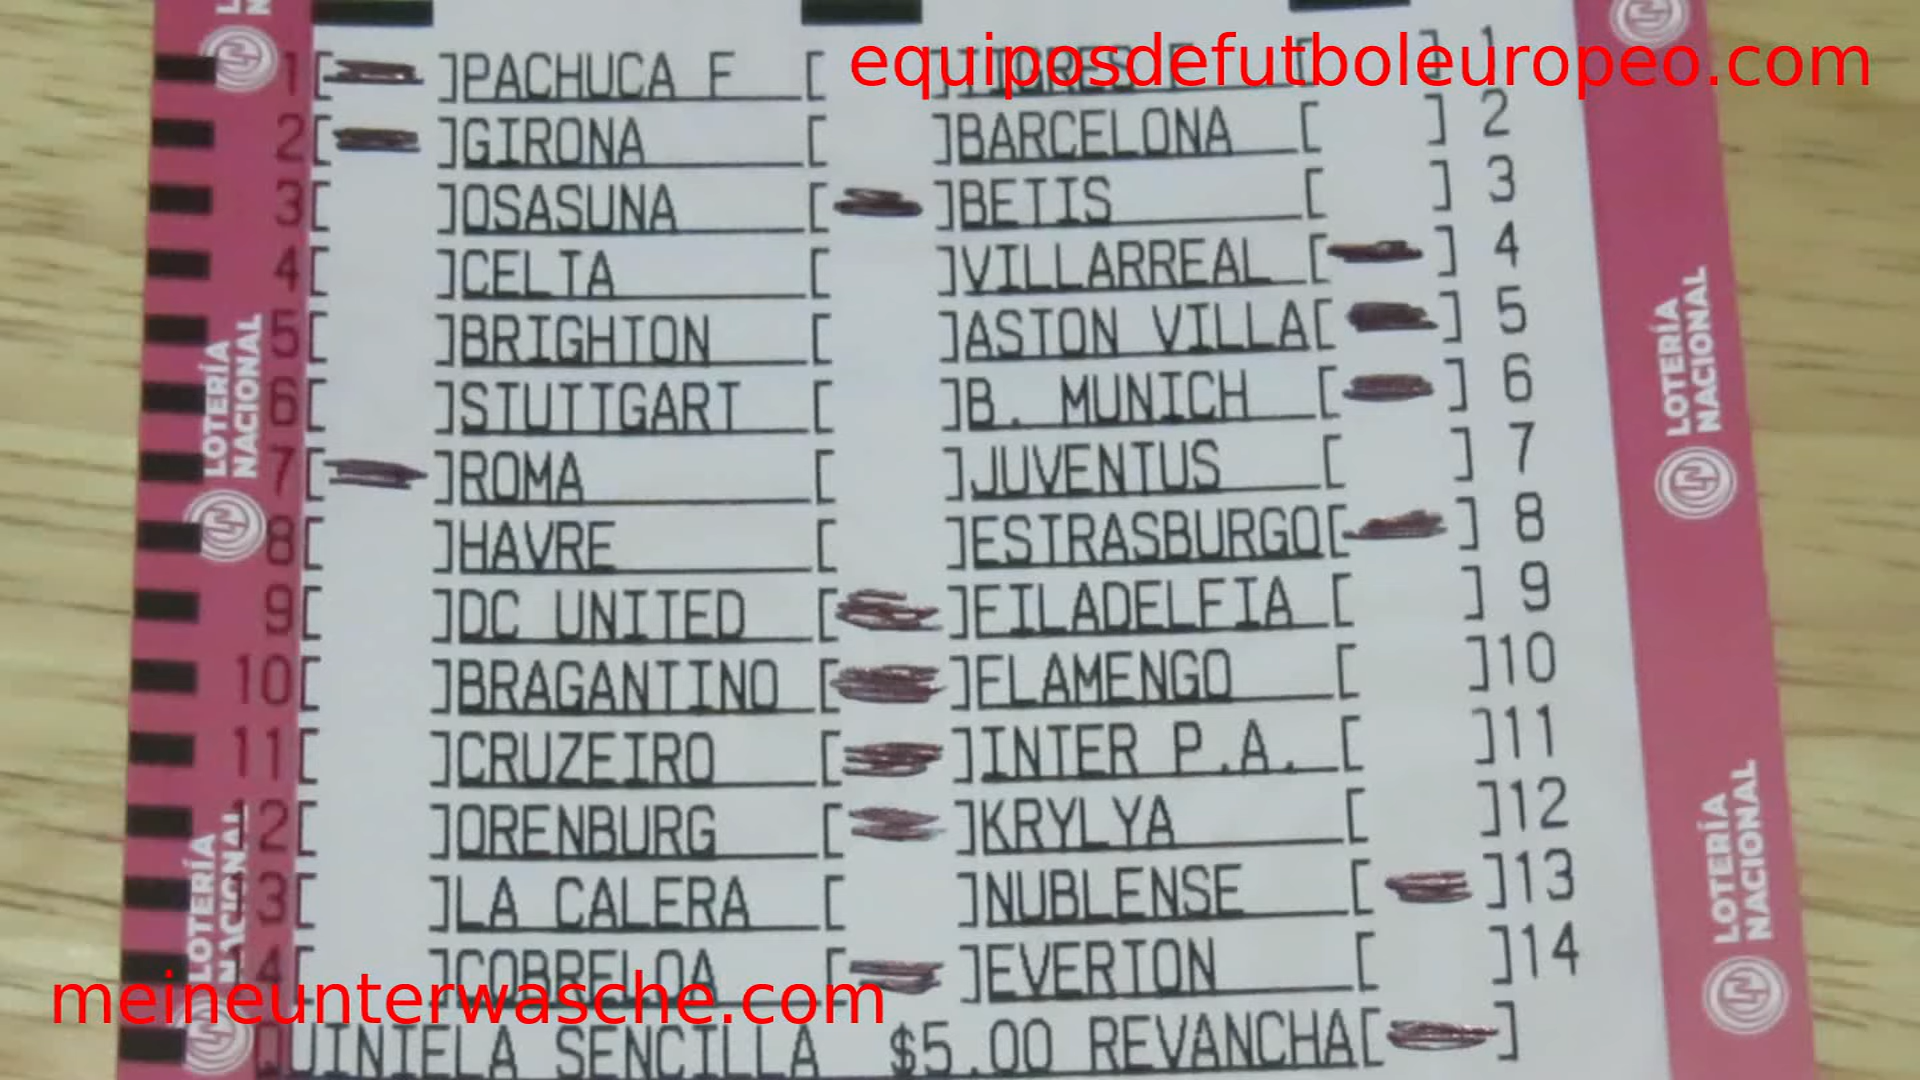 equiposdefutboleuropeo.com
1[ ]PACHUCA F [ ]TIGRES F [ ] 1
2[ ]GIRONA [ ]BARCELONA [ ] 2
3[ ]OSASUNA [ ]BETIS [ ] 3
4[ ]CELTA [ ]VILLARREAL [ ] 4
5[ ]BRIGHTON [ ]ASTON VILLA[ ] 5
6[ ]STUTTGART [ ]B. MUNICH [ ] 6
7[ ]ROMA [ ]JUVENTUS [ ] 7
8[ ]HAVRE [ ]ESTRASBURGO[ ] 8
9[ ]DC UNITED [ ]FILADELFIA [ ] 9
10[ ]BRAGANTINO [ ]FLAMENGO [ ]10
11[ ]CRUZEIRO [ ]INTER P.A. [ ]11
12[ ]ORENBURG [ ]KRYLYA [ ]12
13[ ]LA CALERA [ ]NUBLENSE [ ]13
14[ ]COBRELOA [ ]EVERTON [ ]14
meineunterwasche.com
QUINIELA SENCILLA $5.00 REVANCHA[ ]
LOTERÍA
NACIONAL
LOTERÍA
NACIONAL
LOTERÍA
NACIONAL
LOTERÍA
NACIONAL